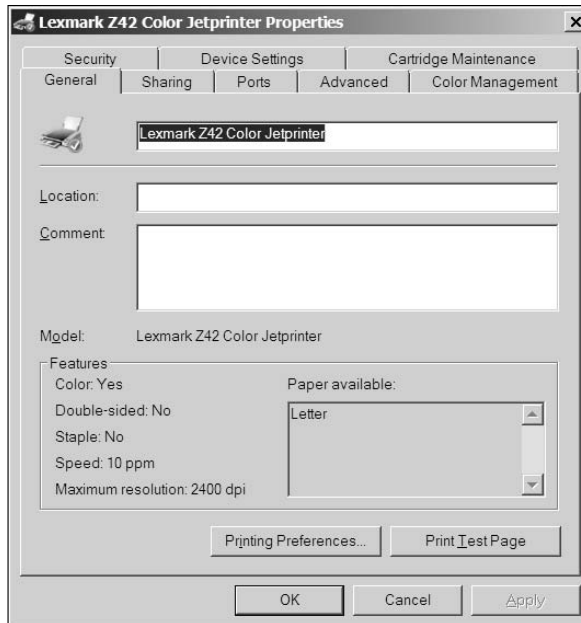 Lexmark Z42 Color Jetprinter Properties
Security Device Settings Cartridge Maintenance
General Sharing Ports Advanced Color Management
Lexmark Z42 Color Jetprinter
Location:
Comment:
Model: Lexmark Z42 Color Jetprinter
Features
Color: Yes
Paper available:
Double-sided: No
Letter
Staple: No
Speed: 10 ppm
Maximum resolution: 2400 dpi
Printing Preferences... Print Test Page
OK Cancel Apply